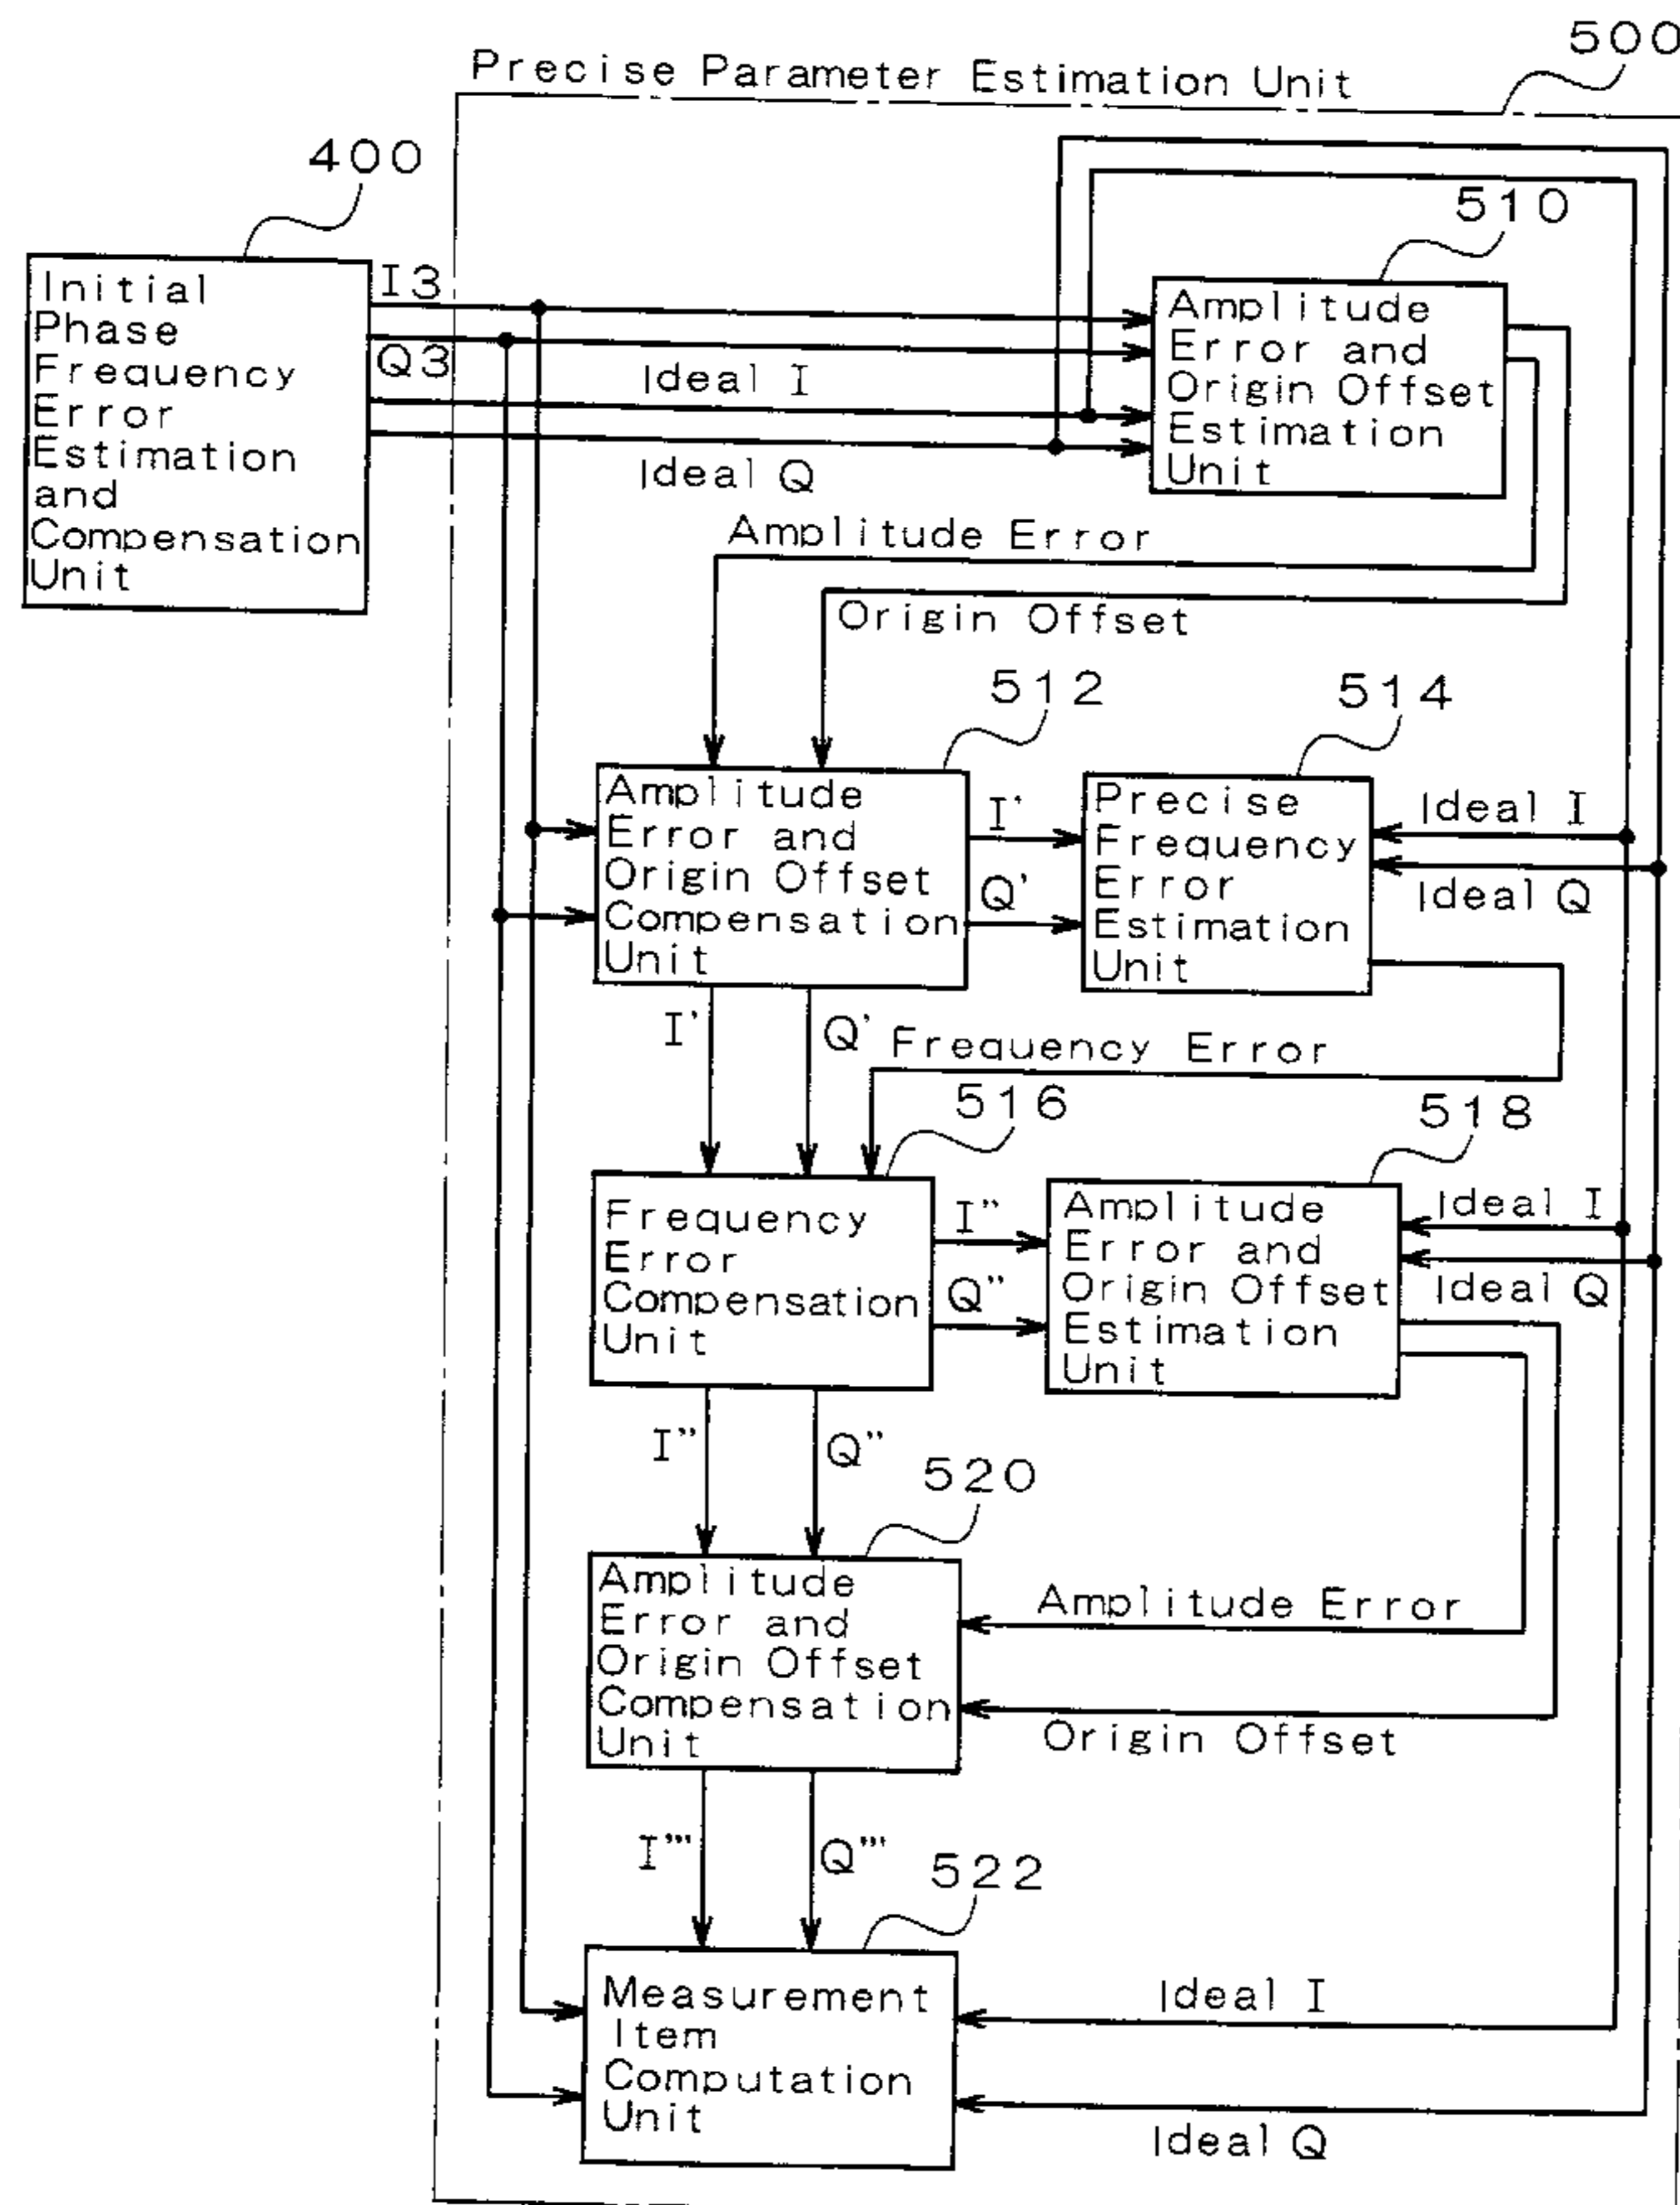 500
Precise Parameter Estimation Unit
400
510
Initial
Phase
Frequency
Error
Estimation
and
Compensation
Unit
I3
Q3
Ideal I
Ideal Q
Amplitude
Error and
Origin Offset
Estimation
Unit
Amplitude Error
Origin Offset
512
514
Amplitude
Error and
Origin Offset
Compensation
Unit
I'
Q'
Precise
Frequency
Error
Estimation
Unit
Ideal I
Ideal Q
I'
Q'
Frequency Error
516
518
Frequency
Error
Compensation
Unit
I"
Q"
Amplitude
Error and
Origin Offset
Estimation
Unit
Ideal I
Ideal Q
I"
Q"
520
Amplitude
Error and
Origin Offset
Compensation
Unit
Amplitude Error
Origin Offset
I"'
Q"'
522
Measurement
Item
Computation
Unit
Ideal I
Ideal Q